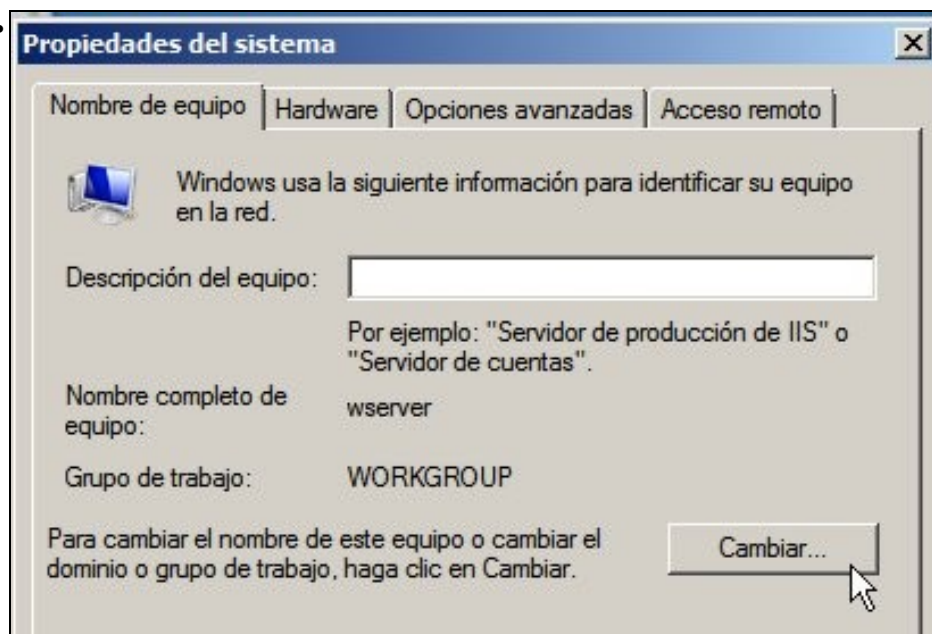 Propiedades del sistema
Nombre de equipo Hardware Opciones avanzadas Acceso remoto
Windows usa la siguiente información para identificar su equipo
en la red.
Descripción del equipo:
Por ejemplo: "Servidor de producción de IIS" o
"Servidor de cuentas".
Nombre completo de
equipo:
wserver
Grupo de trabajo: WORKGROUP
Para cambiar el nombre de este equipo o cambiar el
dominio o grupo de trabajo, haga clic en Cambiar.
Cambiar...